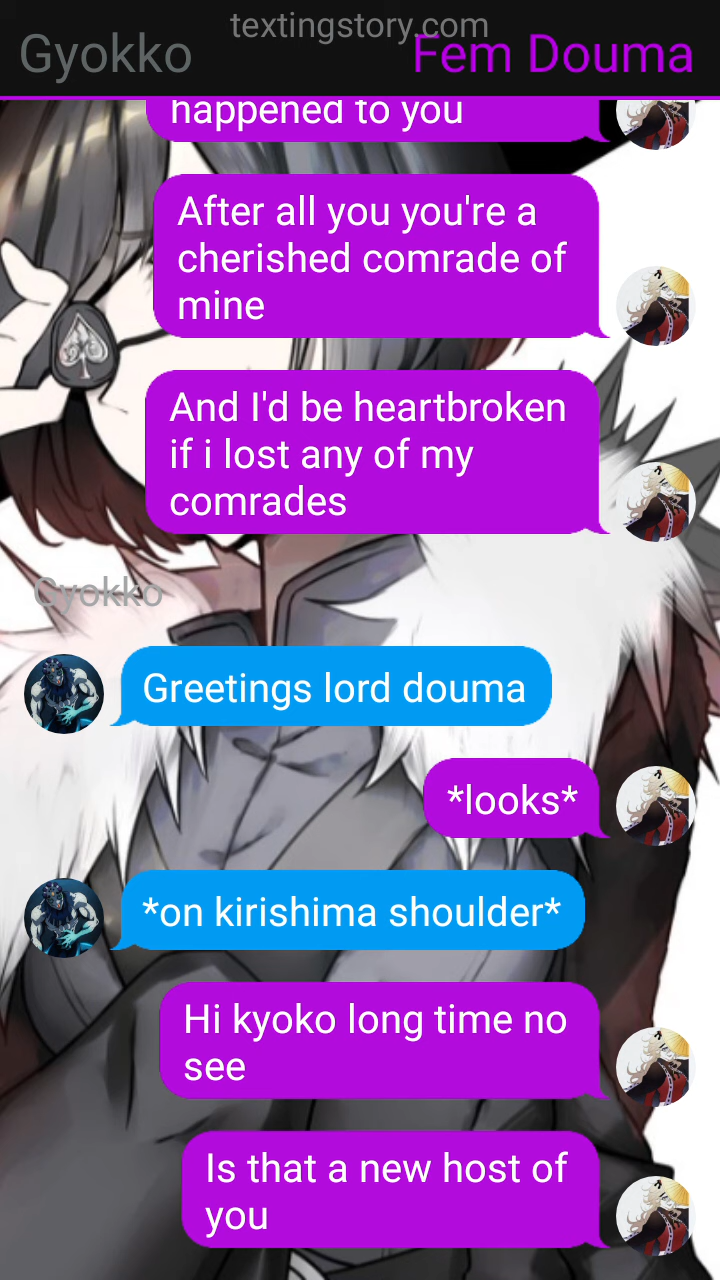 textingstory.com
Gyokko
Fem Douma
happened to you
After all you you're a
cherished comrade of
mine
And I'd be heartbroken
if i lost any of my
comrades
Gyokko
Greetings lord douma
*looks*
*on kirishima shoulder*
Hi kyoko long time no
see
Is that a new host of
you